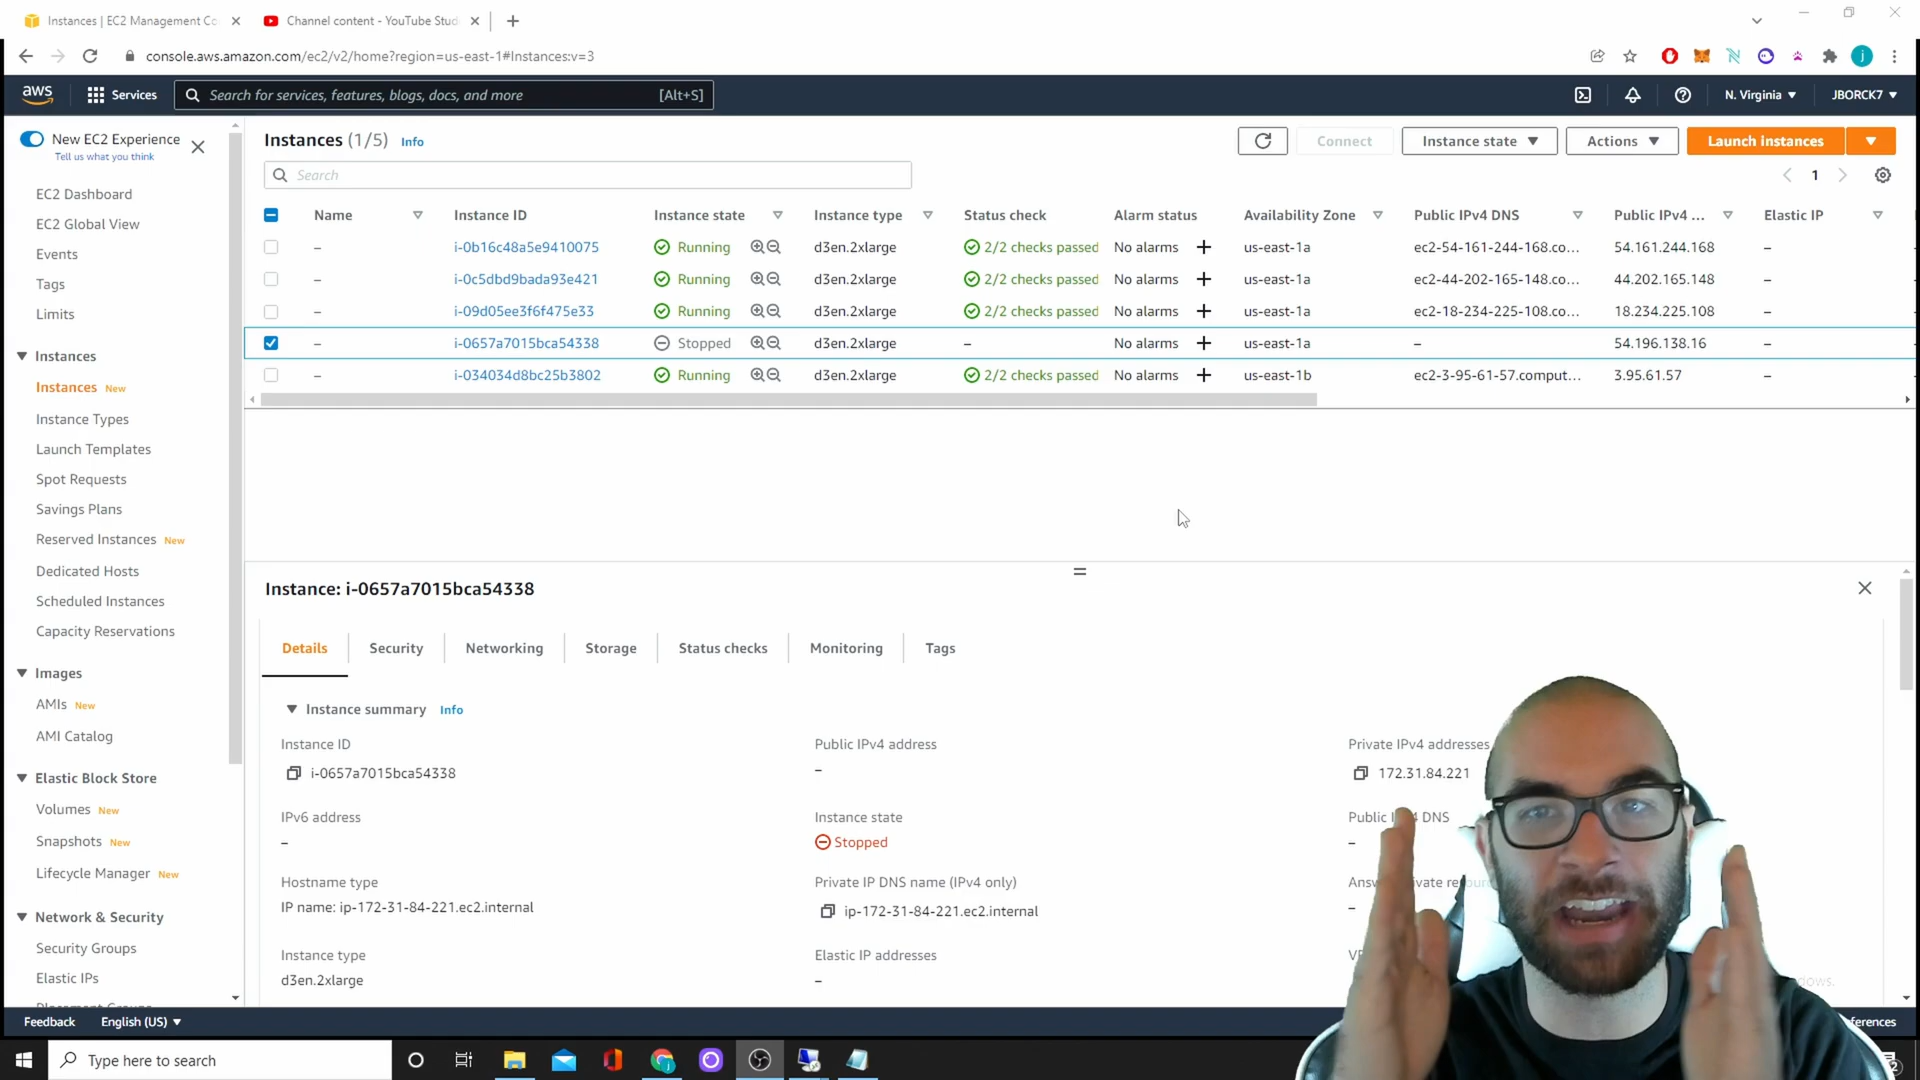 Instances | EC2 Management Co
Channel content - YouTube Stud
console.aws.amazon.com/ec2/v2/home?region=us-east-1#Instances:v=3
j
aws
Services
Search for services, features, blogs, docs, and more
[Alt+S]
N. Virginia
JBORCK7
New EC2 Experience
Tell us what you think
EC2 Dashboard
EC2 Global View
Events
Tags
Limits
Instances
Instances New
Instance Types
Launch Templates
Spot Requests
Savings Plans
Reserved Instances New
Dedicated Hosts
Scheduled Instances
Capacity Reservations
Images
AMIs New
AMI Catalog
Elastic Block Store
Volumes New
Snapshots New
Lifecycle Manager New
Network & Security
Security Groups
Elastic IPs
Placement Groups
Instances (1/5) Info
Connect
Instance state
Actions
Launch instances
Search
1
Name Instance ID Instance state Instance type Status check Alarm status Availability Zone Public IPv4 DNS Public IPv4 ... Elastic IP
– i-0b16c48a5e9410075 Running d3en.2xlarge 2/2 checks passed No alarms + us-east-1a ec2-54-161-244-168.co... 54.161.244.168 –
– i-0c5dbd9bada93e421 Running d3en.2xlarge 2/2 checks passed No alarms + us-east-1a ec2-44-202-165-148.co... 44.202.165.148 –
– i-09d05ee3f6f475e33 Running d3en.2xlarge 2/2 checks passed No alarms + us-east-1a ec2-18-234-225-108.co... 18.234.225.108 –
– i-0657a7015bca54338 Stopped d3en.2xlarge – No alarms + us-east-1a – 54.196.138.16 –
– i-034034d8bc25b3802 Running d3en.2xlarge 2/2 checks passed No alarms + us-east-1b ec2-3-95-61-57.comput... 3.95.61.57 –
Instance: i-0657a7015bca54338
Details Security Networking Storage Status checks Monitoring Tags
Instance summary Info
Instance ID Public IPv4 address Private IPv4 addresses
i-0657a7015bca54338 – 172.31.84.221
IPv6 address Instance state Public DNS
– Stopped –
Hostname type Private IP DNS name (IPv4 only)
IP name: ip-172-31-84-221.ec2.internal ip-172-31-84-221.ec2.internal –
Instance type Elastic IP addresses
d3en.2xlarge –
Feedback
English (US)
Type here to search